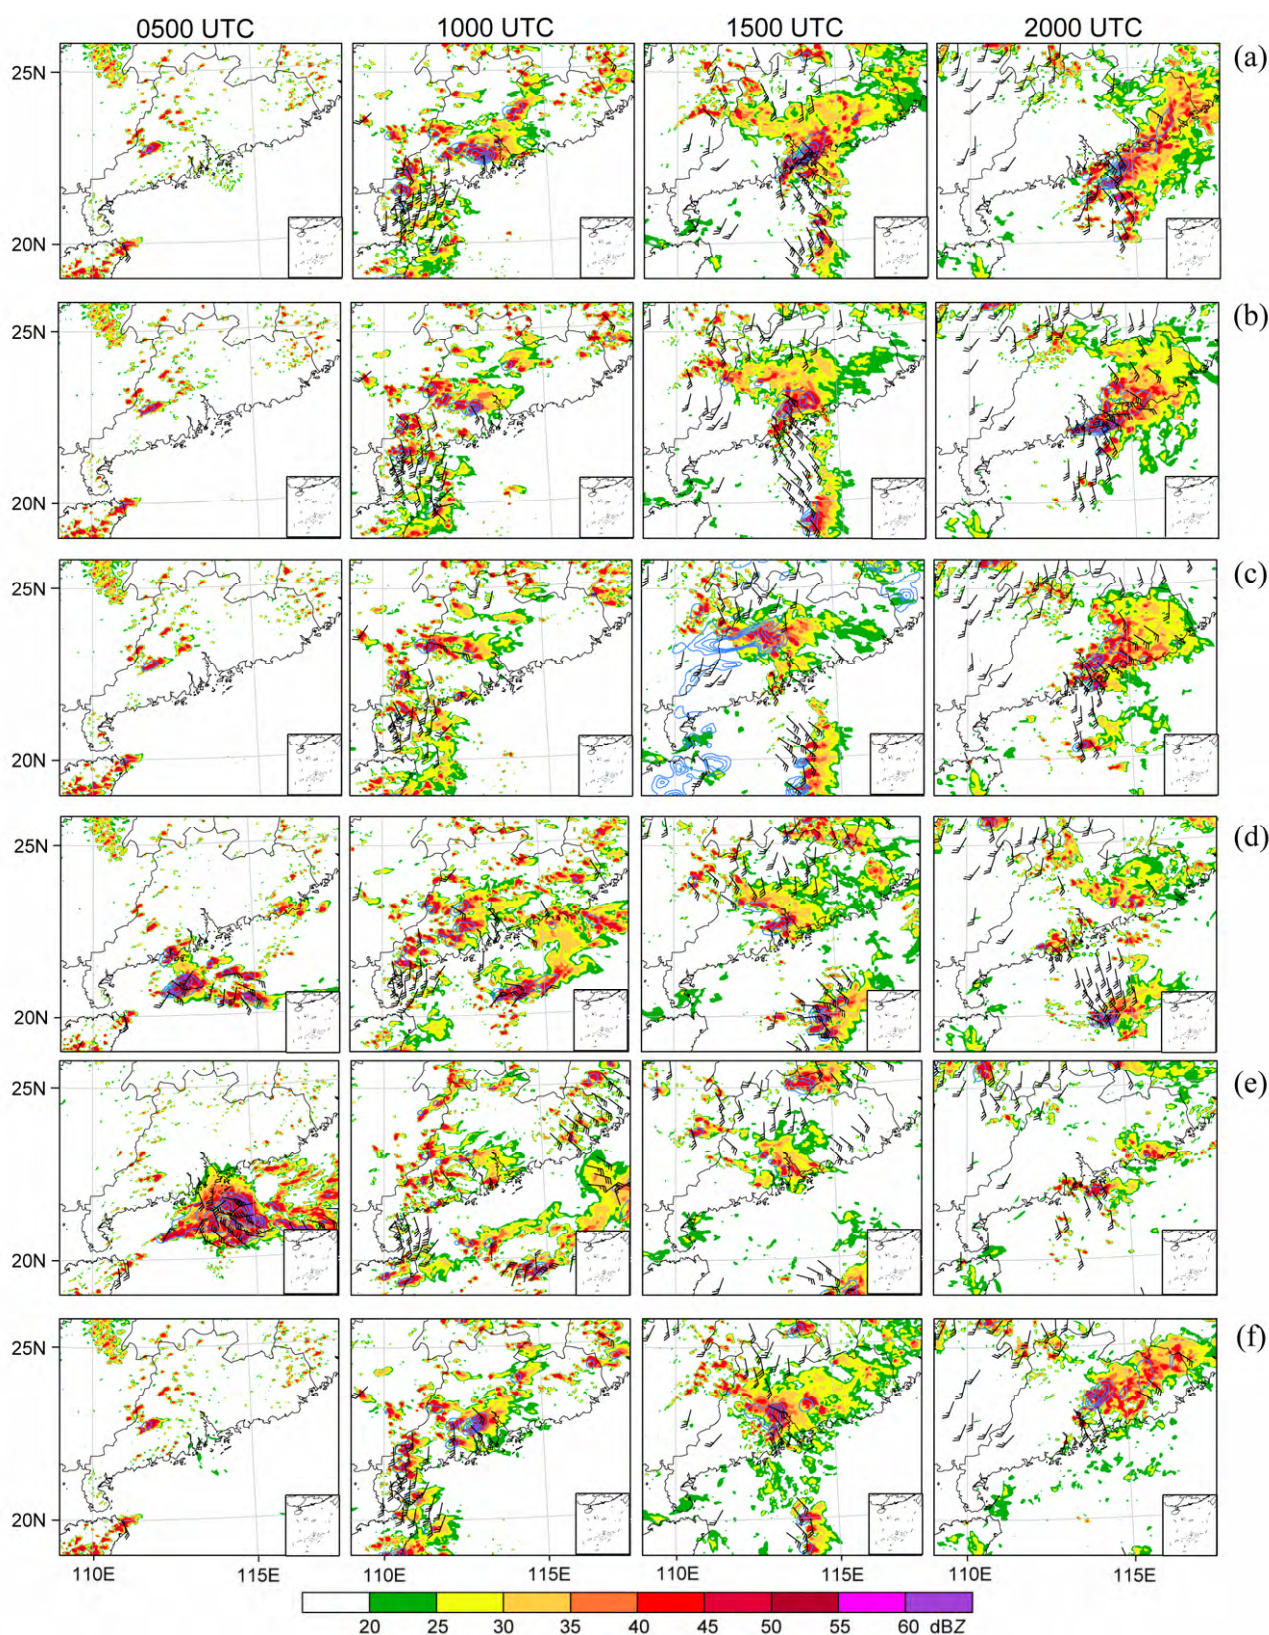 0500 UTC 1000 UTC 1500 UTC 2000 UTC
25N (a)
20N
25N (b)
20N
25N (c)
20N
25N (d)
20N
25N (e)
20N
25N (f)
20N
110E 115E 110E 115E 110E 115E 110E 115E
20 25 30 35 40 45 50 55 60 dBZ